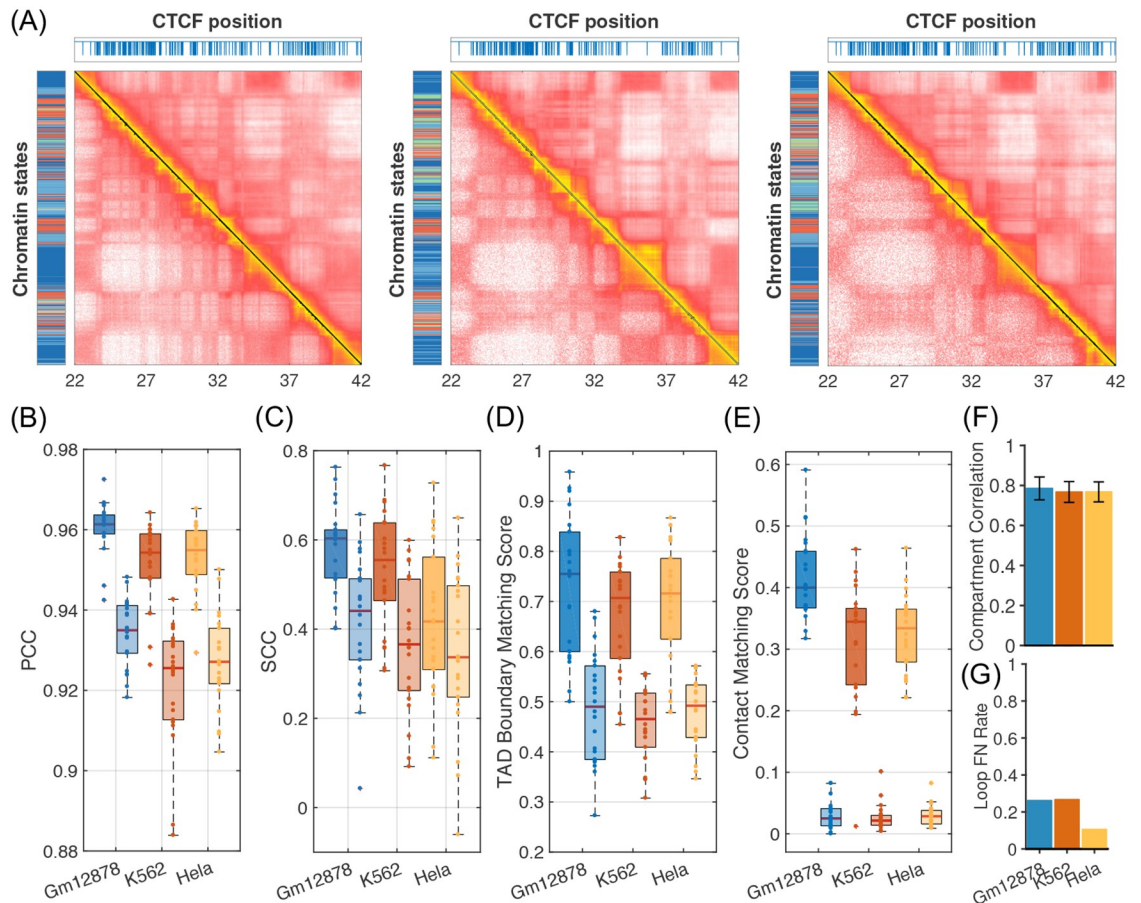 (A)
CTCF position
CTCF position
CTCF position
Chromatin states
Chromatin states
Chromatin states
22 27 32 37 42
22 27 32 37 42
22 27 32 37 42
(B)
0.98
0.96
0.94
0.92
0.9
0.88
PCC
Gm12878
K562
Hela
(C)
0.8
0.6
0.4
0.2
0
SCC
Gm12878
K562
Hela
(D)
1
0.9
0.8
0.7
0.6
0.5
0.4
0.3
0.2
TAD Boundary Matching Score
Gm12878
K562
Hela
(E)
0.6
0.5
0.4
0.3
0.2
0.1
0
Contact Matching Score
Gm12878
K562
Hela
(F)
1
0.8
0.6
0.4
0.2
0
Compartment Correlation
(G)
1
0.8
0.6
0.4
0.2
0
Loop FN Rate
Gm12878
K562
Hela